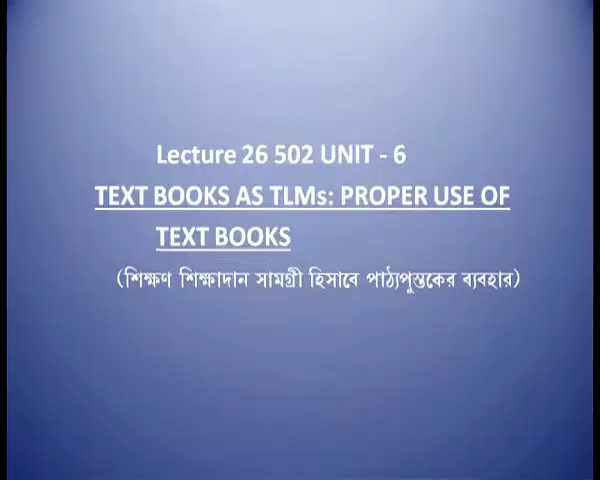 Lecture 26 502 UNIT - 6
TEXT BOOKS AS TLMs: PROPER USE OF
TEXT BOOKS
(শিক্ষণ শিক্ষাদান সামগ্রী হিসাবে পাঠ্যপুস্তকের ব্যবহার)